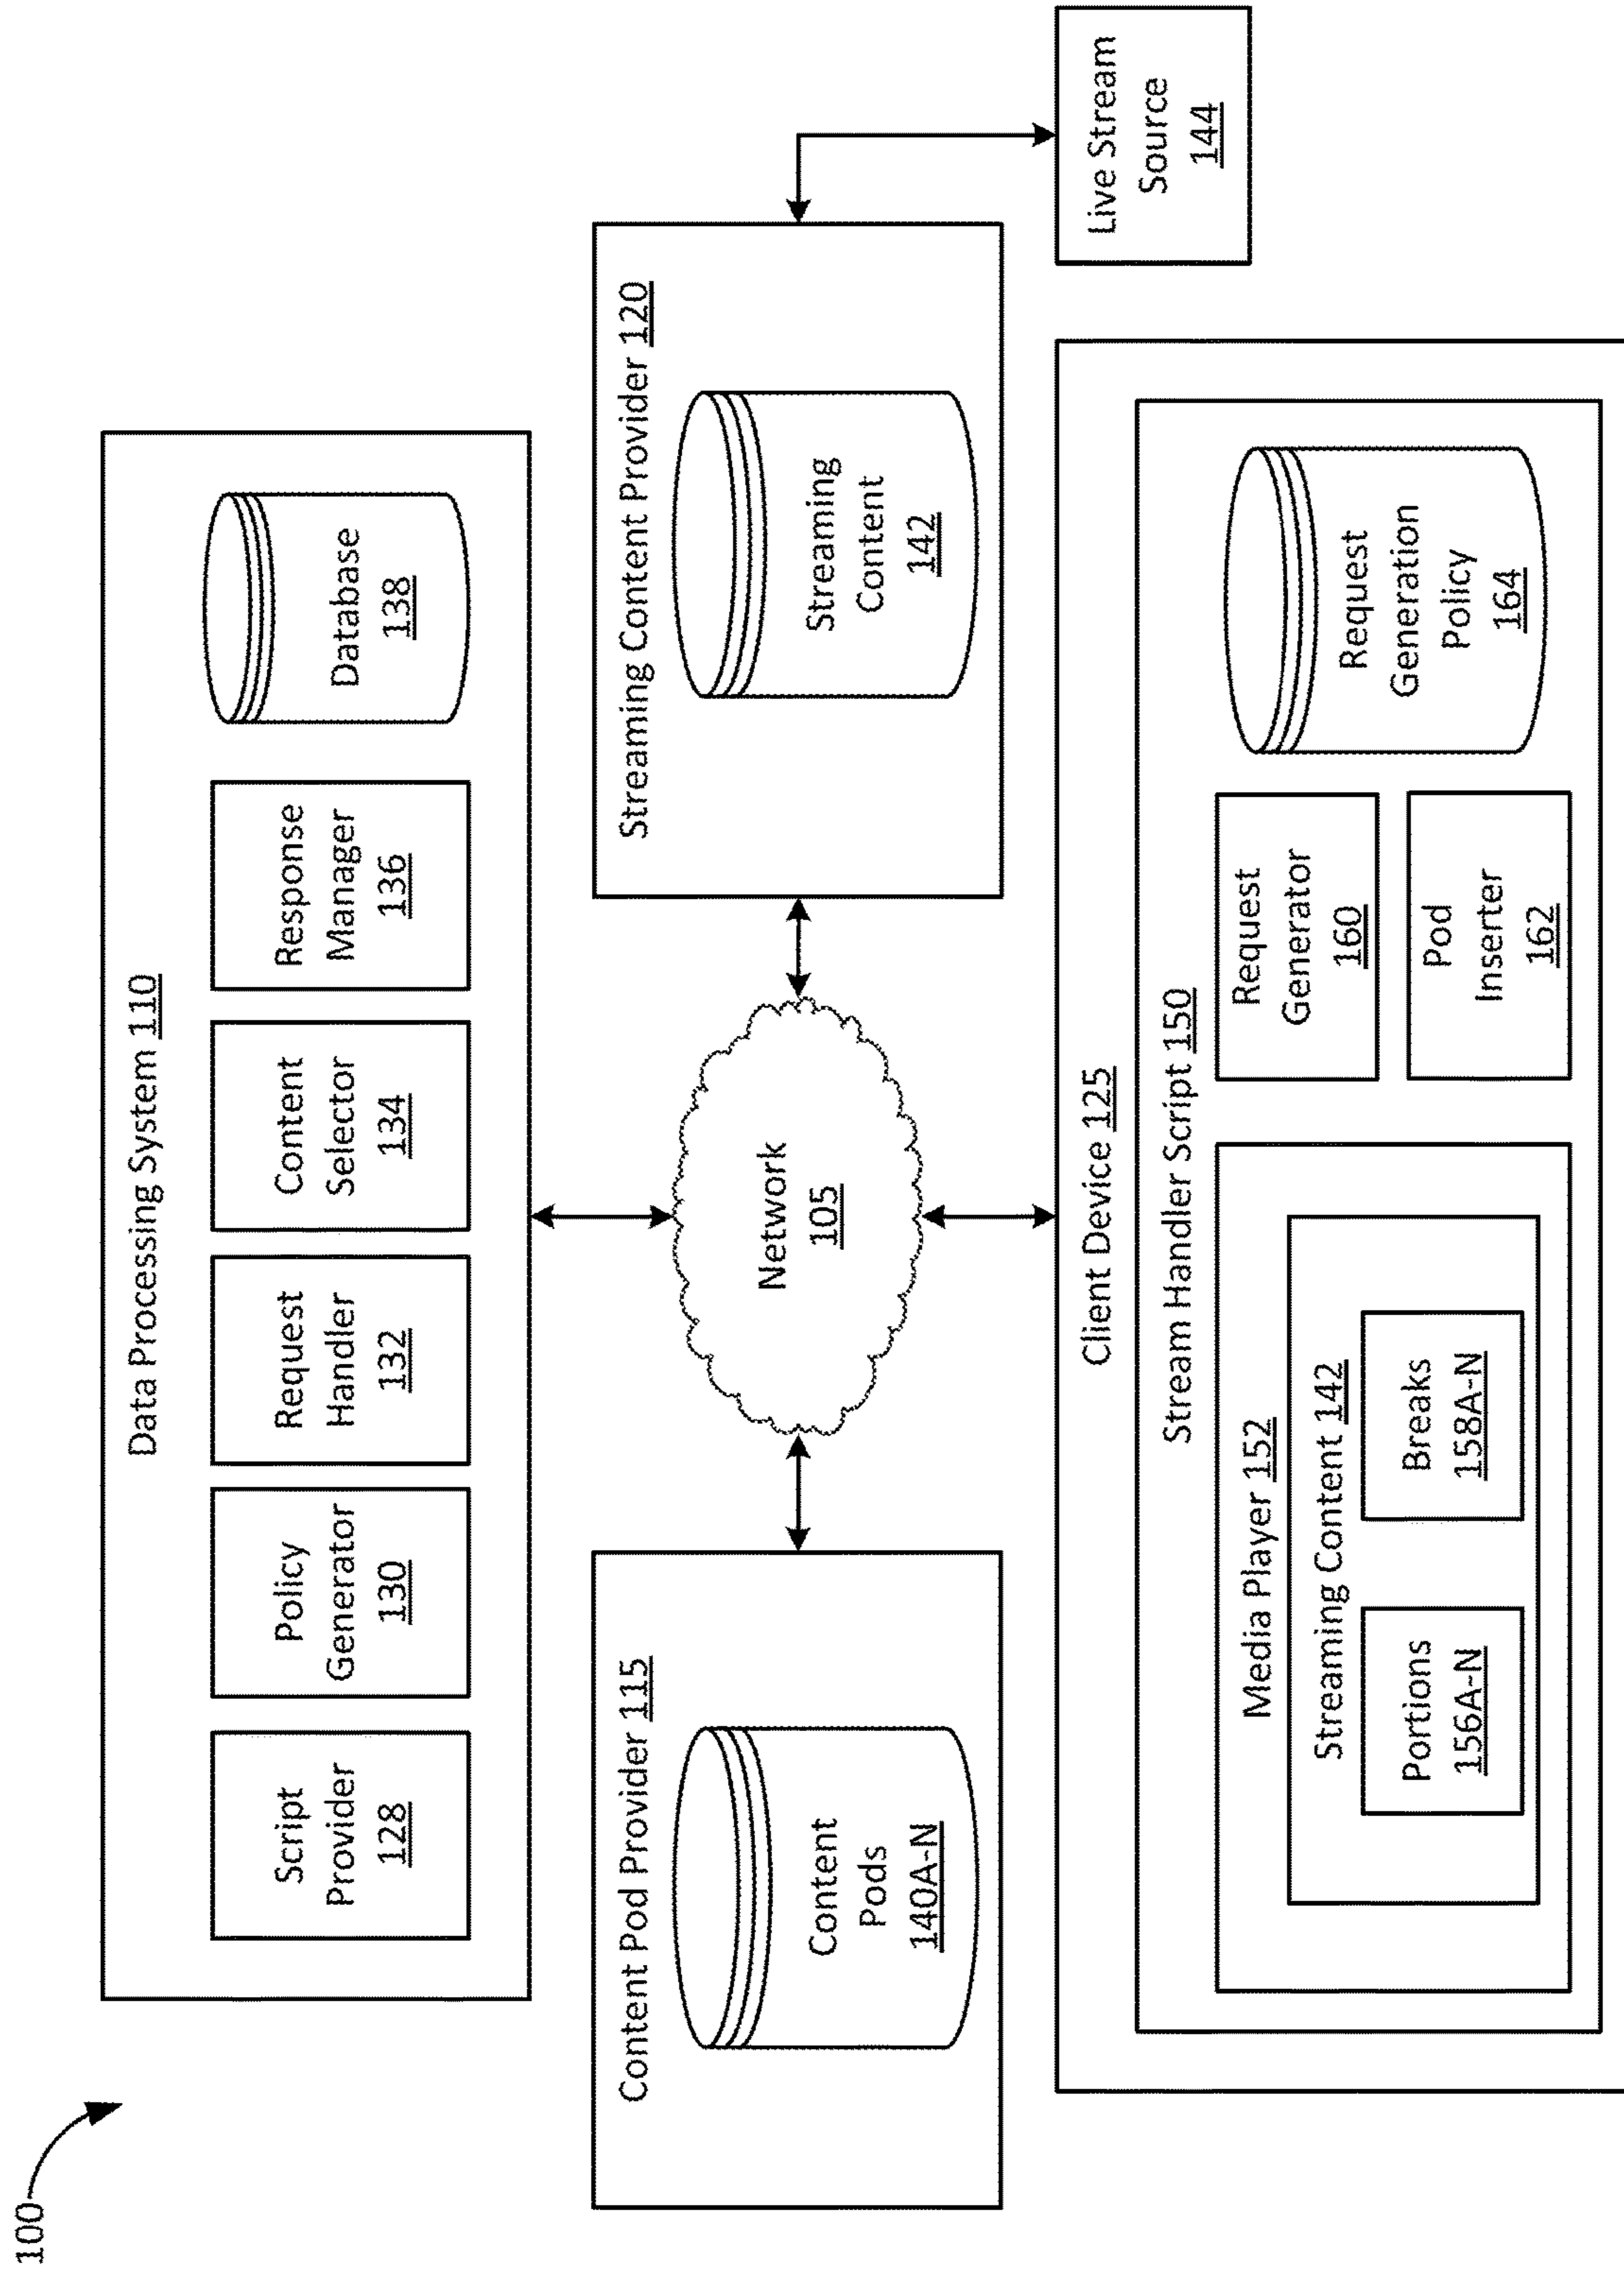 100
Data Processing System 110
Script
Provider
128
Policy
Generator
130
Request
Handler
132
Content
Selector
134
Response
Manager
136
Database
138
Content Pod Provider 115
Content
Pods
140A-N
Network
105
Streaming Content Provider 120
Streaming
Content
142
Live Stream
Source
144
Client Device 125
Stream Handler Script 150
Media Player 152
Streaming Content 142
Portions
156A-N
Breaks
158A-N
Request
Generator
160
Pod
Inserter
162
Request
Generation
Policy
164